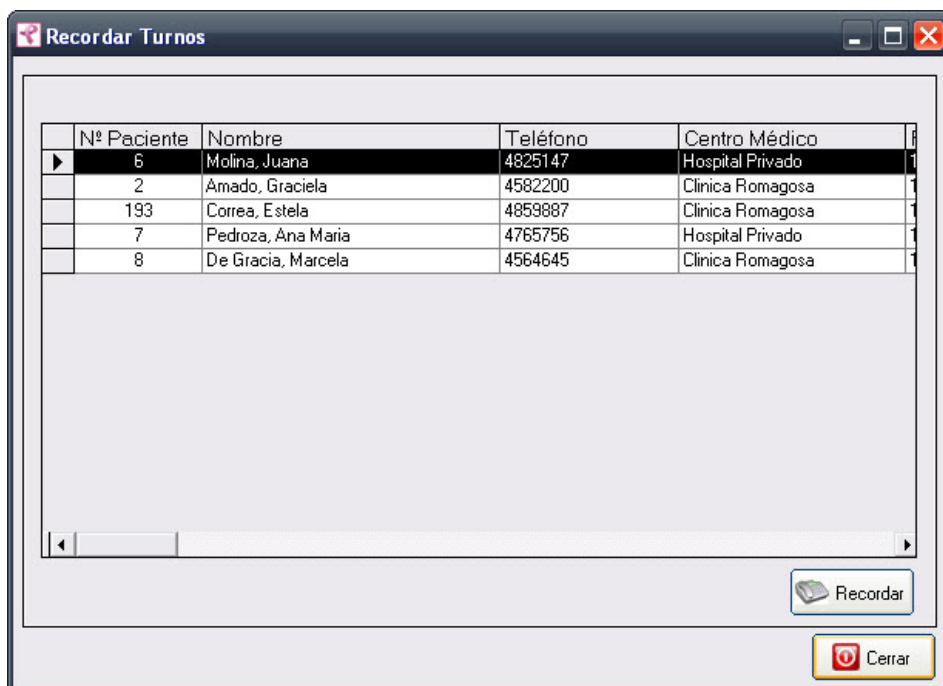 Recordar Turnos
Nº Paciente Nombre Teléfono Centro Médico
6 Molina, Juana 4825147 Hospital Privado
2 Amado, Graciela 4582200 Clinica Romagosa
193 Correa, Estela 4859887 Clinica Romagosa
7 Pedroza, Ana Maria 4765756 Hospital Privado
8 De Gracia, Marcela 4564645 Clinica Romagosa
Recordar
Cerrar